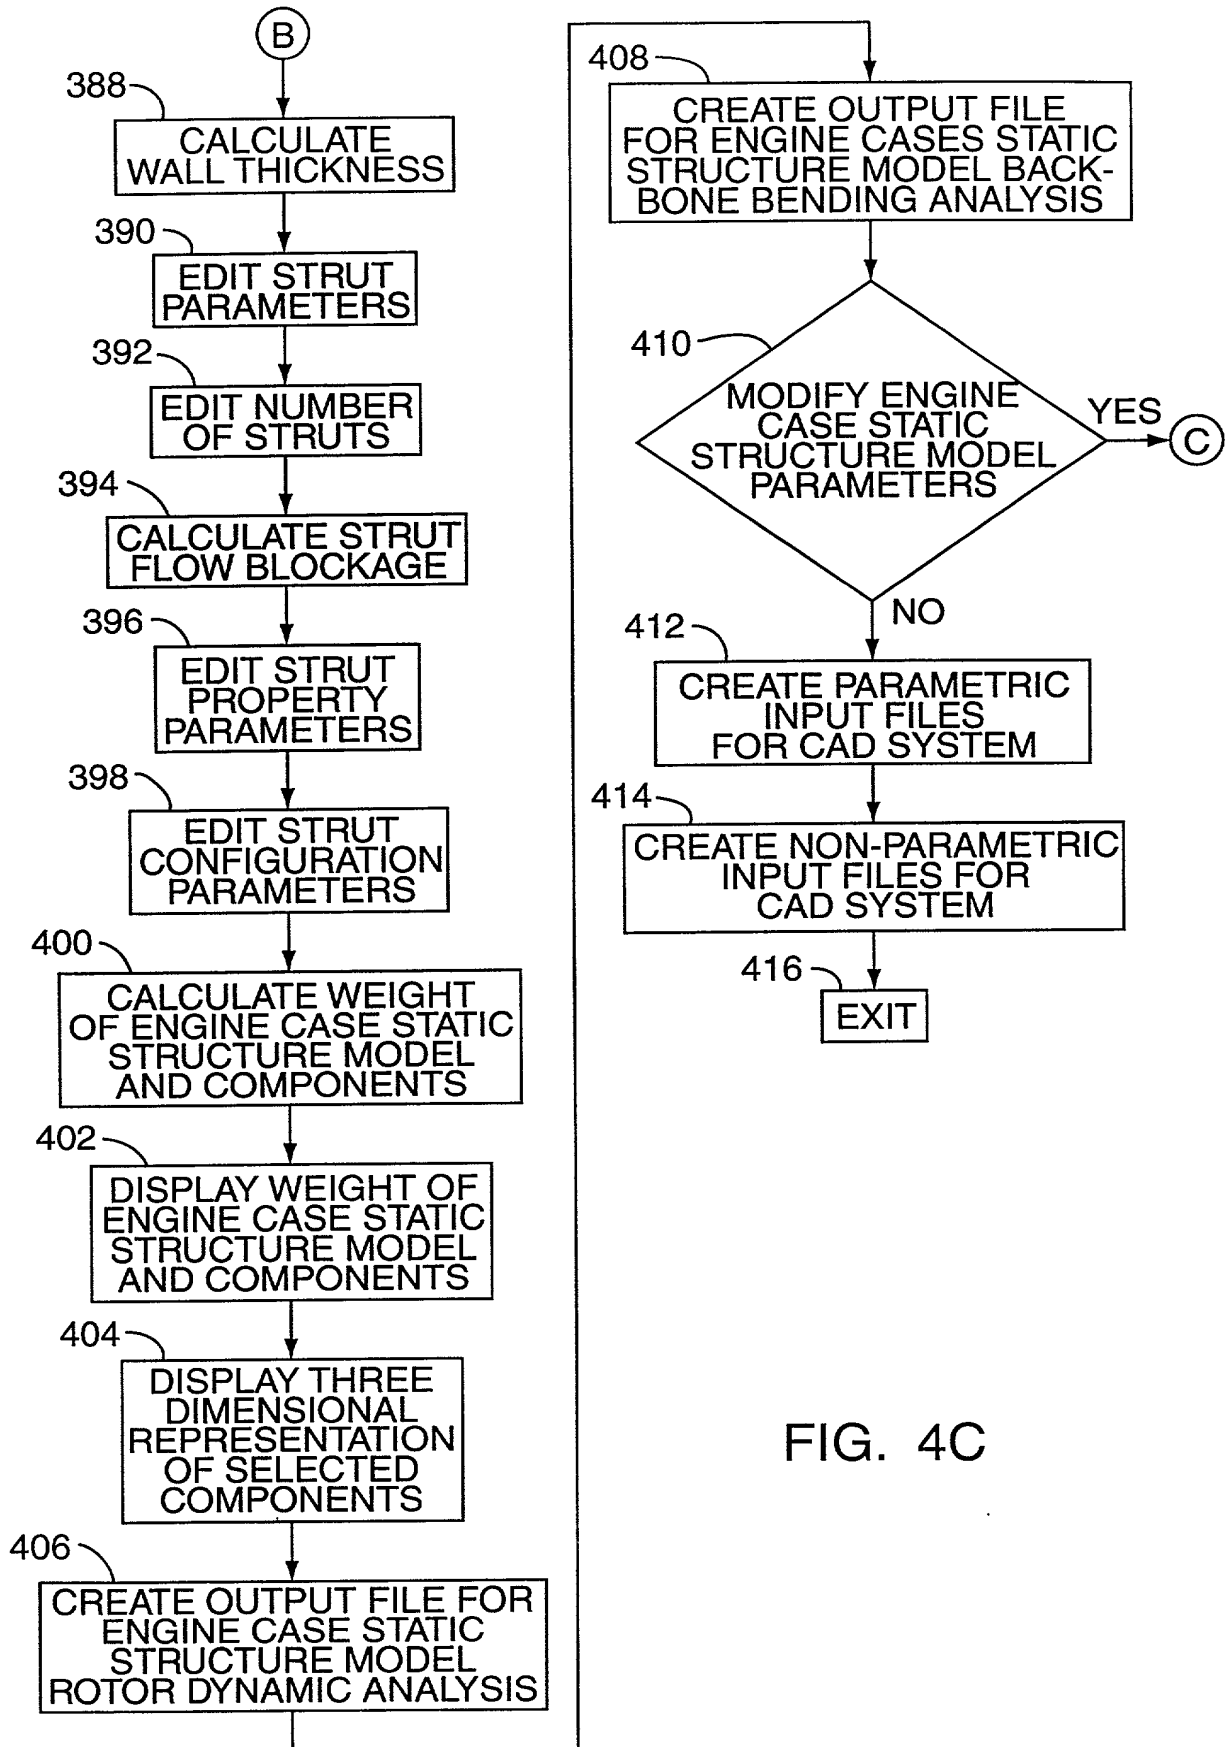 B
388
CALCULATE
WALL THICKNESS
390
EDIT STRUT
PARAMETERS
392
EDIT NUMBER
OF STRUTS
394
CALCULATE STRUT
FLOW BLOCKAGE
396
EDIT STRUT
PROPERTY
PARAMETERS
398
EDIT STRUT
CONFIGURATION
PARAMETERS
400
CALCULATE WEIGHT
OF ENGINE CASE STATIC
STRUCTURE MODEL
AND COMPONENTS
402
DISPLAY WEIGHT OF
ENGINE CASE STATIC
STRUCTURE MODEL
AND COMPONENTS
404
DISPLAY THREE
DIMENSIONAL
REPRESENTATION
OF SELECTED
COMPONENTS
406
CREATE OUTPUT FILE FOR
ENGINE CASE STATIC
STRUCTURE MODEL
ROTOR DYNAMIC ANALYSIS
408
CREATE OUTPUT FILE
FOR ENGINE CASES STATIC
STRUCTURE MODEL BACK-
BONE BENDING ANALYSIS
410
MODIFY ENGINE
CASE STATIC
STRUCTURE MODEL
PARAMETERS
YES
C
NO
412
CREATE PARAMETRIC
INPUT FILES
FOR CAD SYSTEM
414
CREATE NON-PARAMETRIC
INPUT FILES FOR
CAD SYSTEM
416
EXIT
FIG. 4C